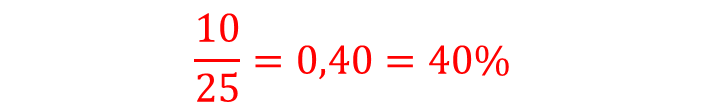 10/25 = 0,40 = 40%